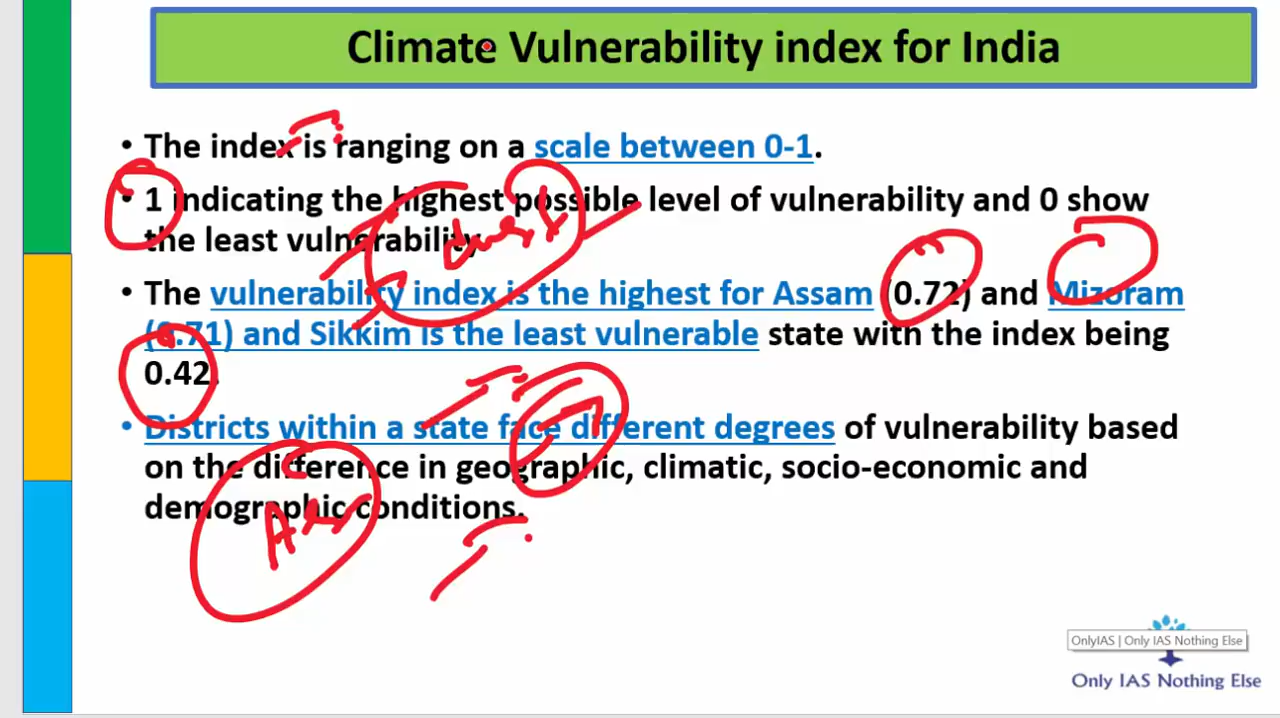 Climate Vulnerability index for India
• The index is ranging on a scale between 0-1.
• 1 indicating the highest possible level of vulnerability and 0 show
the least vulnerability.
• The vulnerability index is the highest for Assam (0.72) and Mizoram
(0.71) and Sikkim is the least vulnerable state with the index being
0.42.
• Districts within a state face different degrees of vulnerability based
on the difference in geographic, climatic, socio-economic and
demographic conditions.
OnlyIAS | Only IAS Nothing Else
Only IAS Nothing Else